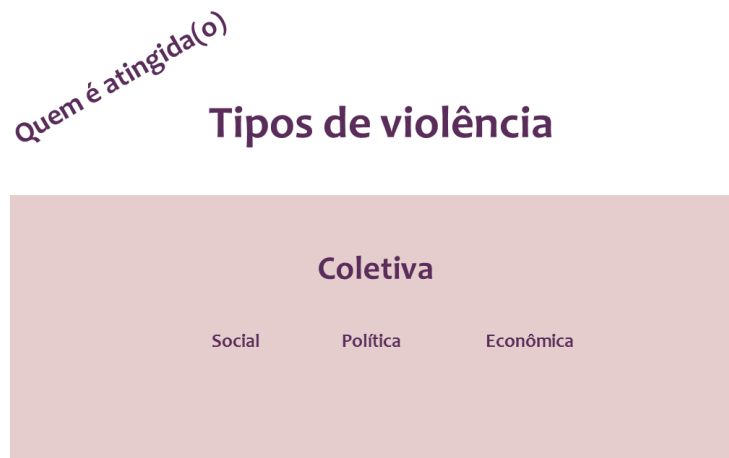 Quem é atingida(o)
Tipos de violência
Coletiva
Social Política Econômica